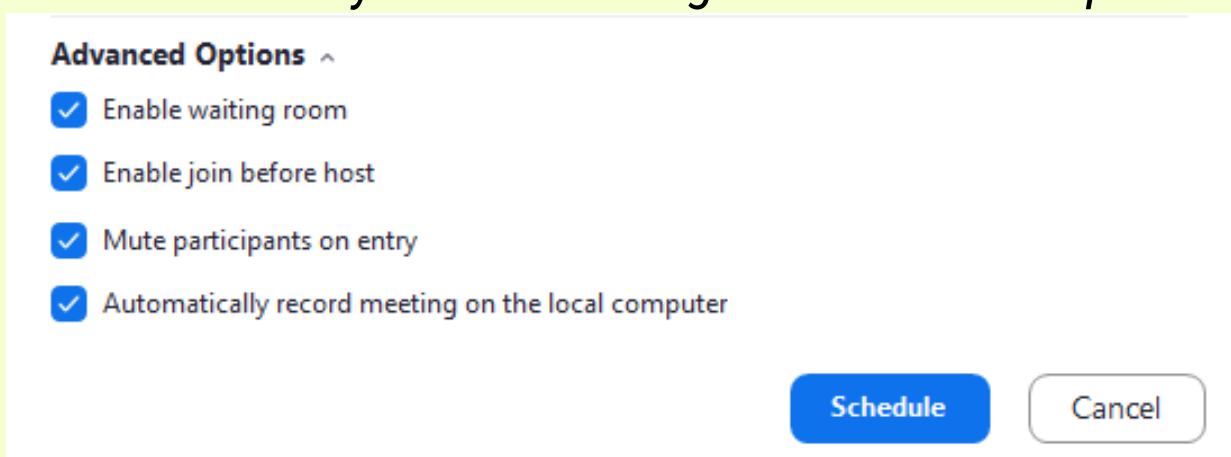 Advanced Options
Enable waiting room
Enable join before host
Mute participants on entry
Automatically record meeting on the local computer
Schedule Cancel